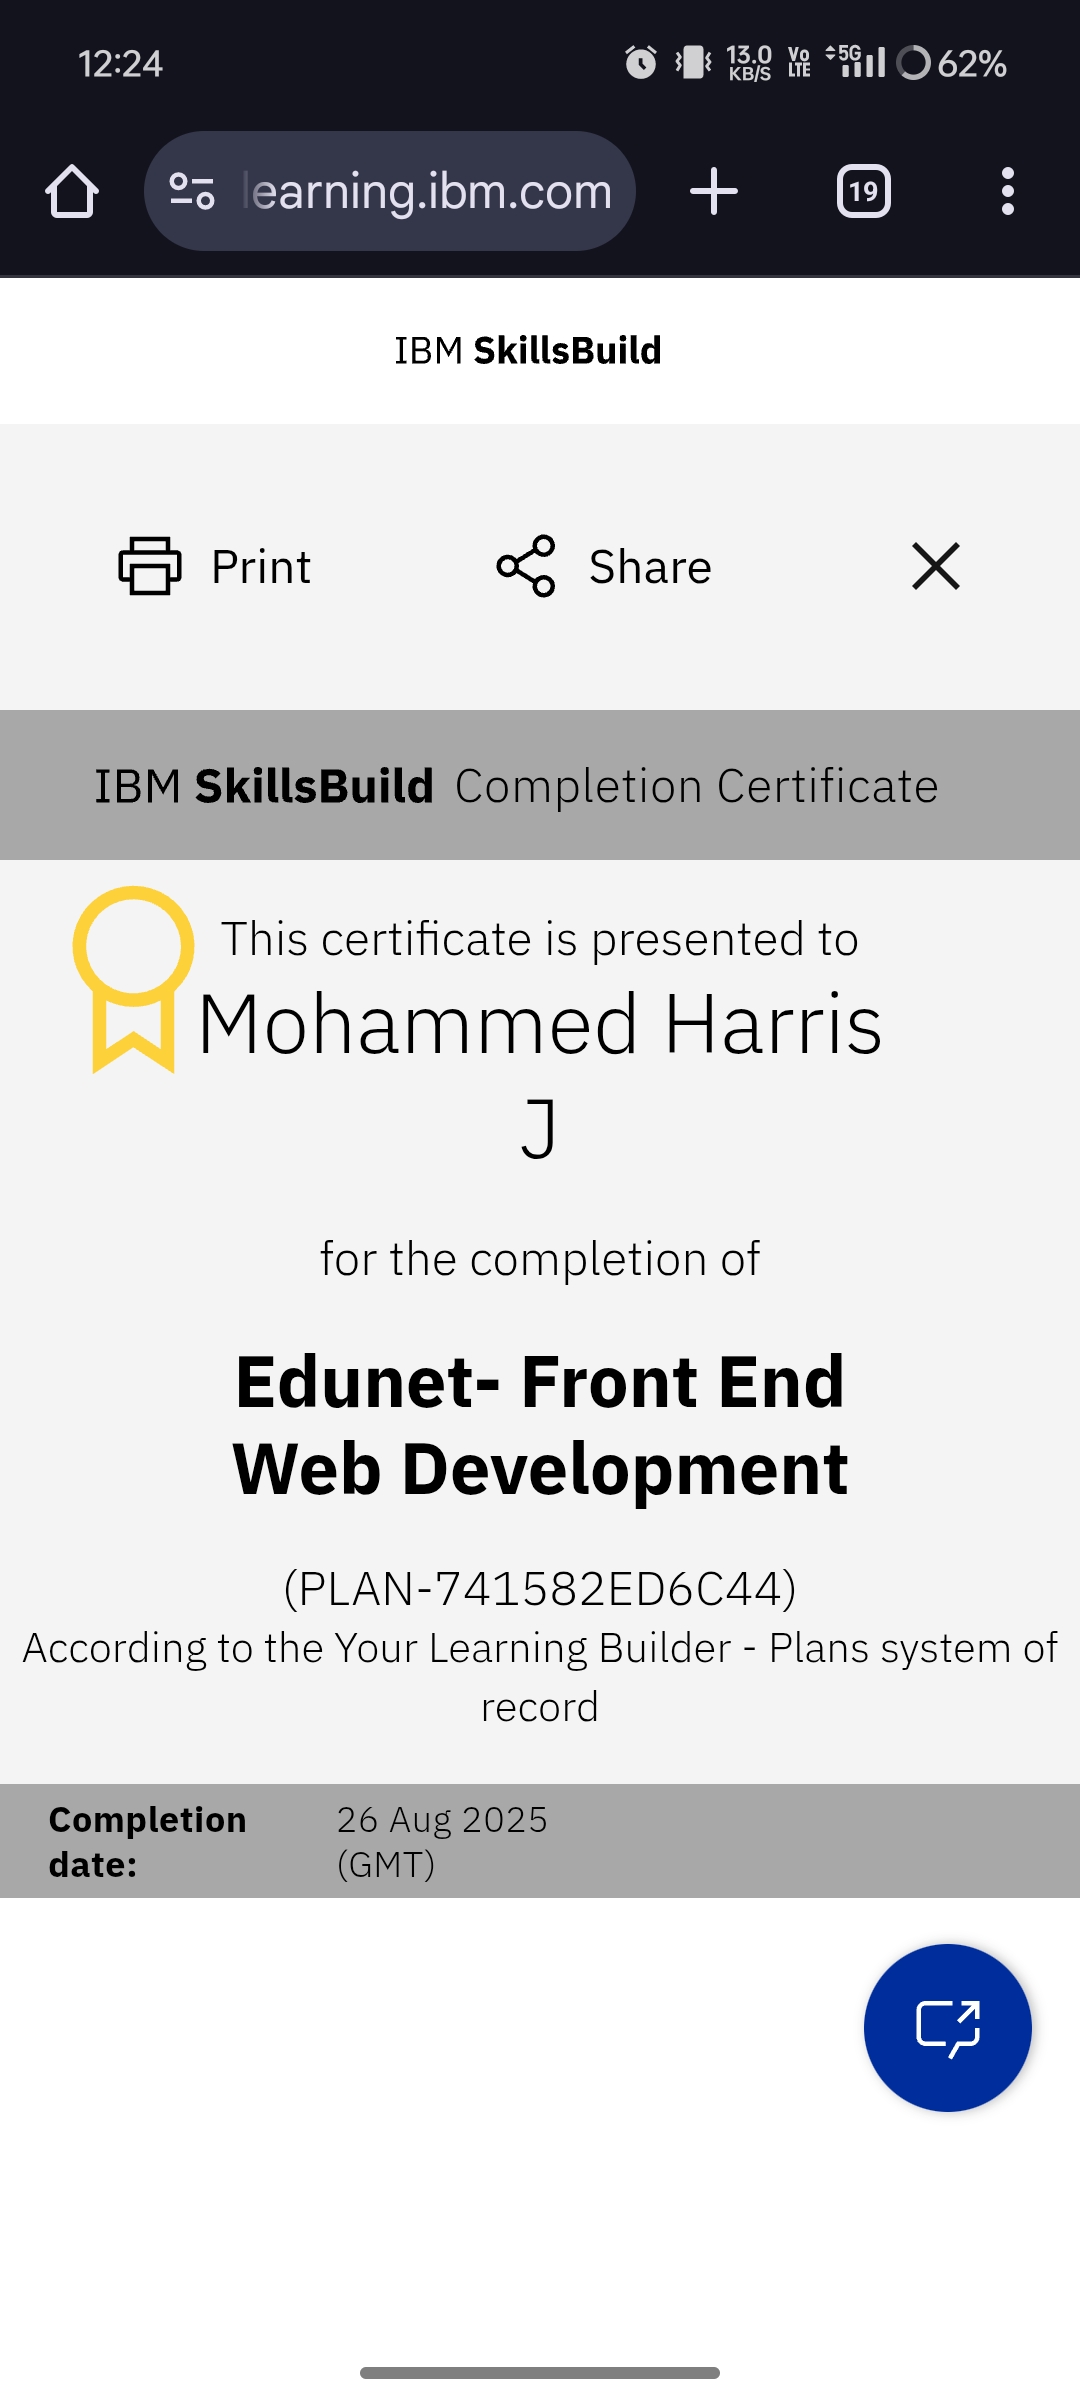 12:24
13.0
KB/S
Vo
LTE
5G
62%
learning.ibm.com
19
IBM SkillsBuild
Print
Share
IBM SkillsBuild Completion Certificate
This certificate is presented to
Mohammed Harris
J
for the completion of
Edunet- Front End
Web Development
(PLAN-741582ED6C44)
According to the Your Learning Builder - Plans system of
record
Completion
date:
26 Aug 2025
(GMT)